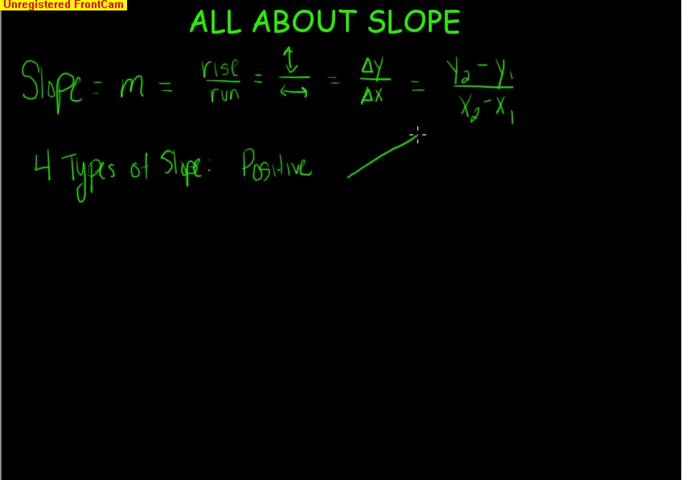 Unregistered FrontCam
ALL ABOUT SLOPE
Slope = m = rise/run = ↕/↔ = Δy/Δx = y₂-y₁/x₂-x₁
4 Types of Slope: Positive